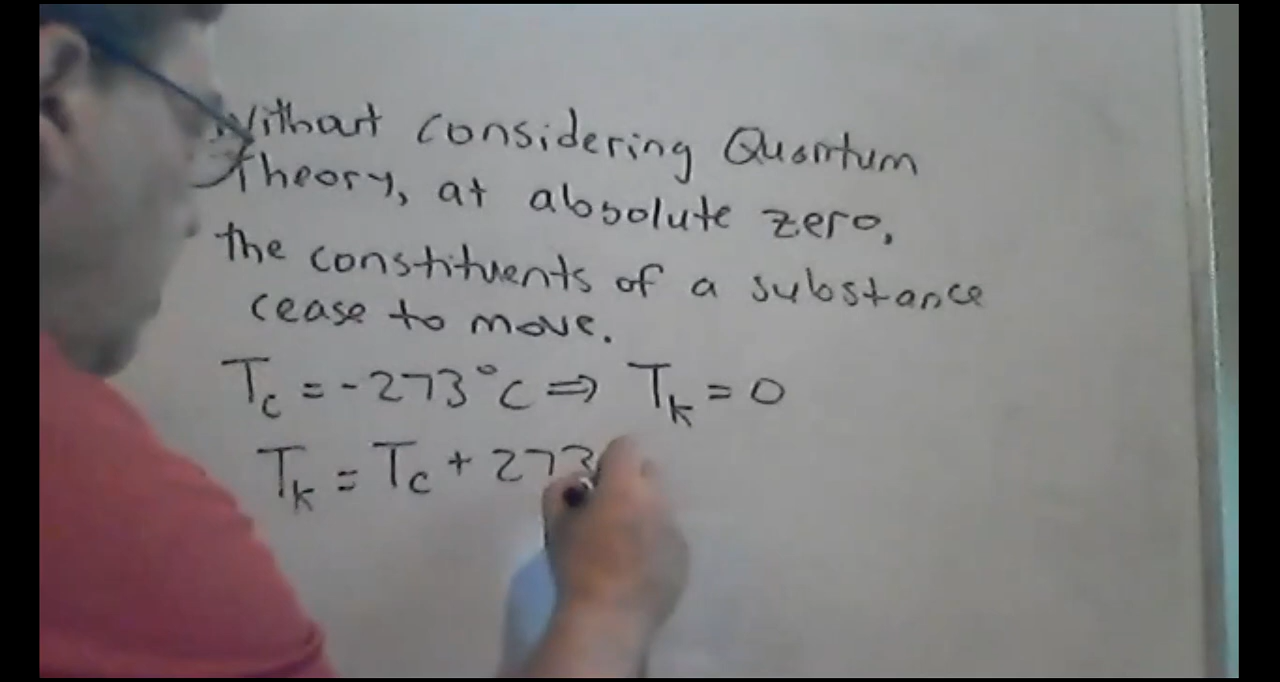 Without considering Quantum
Theory, at absolute zero,
the constituents of a substance
cease to move.
Tc = -273°C ⇒ Tk = 0
Tk = Tc + 273